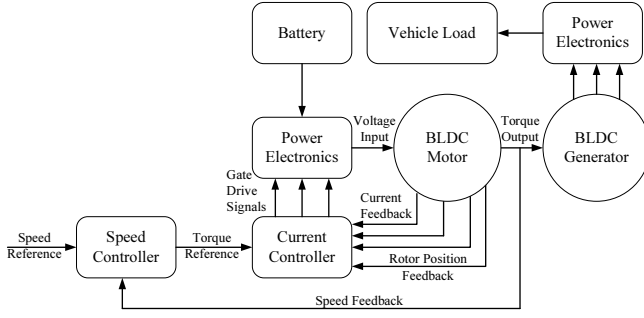 Battery
Vehicle Load
Power
Electronics
Power
Electronics
Voltage
Input
BLDC
Motor
Torque
Output
BLDC
Generator
Gate
Drive
Signals
Current
Feedback
Speed
Reference
Speed
Controller
Torque
Reference
Current
Controller
Rotor Position
Feedback
Speed Feedback